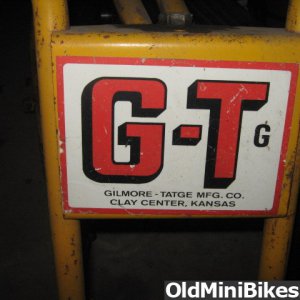 G-T G
GILMORE-TATGE MFG. CO.
CLAY CENTER, KANSAS
OldMiniBikes